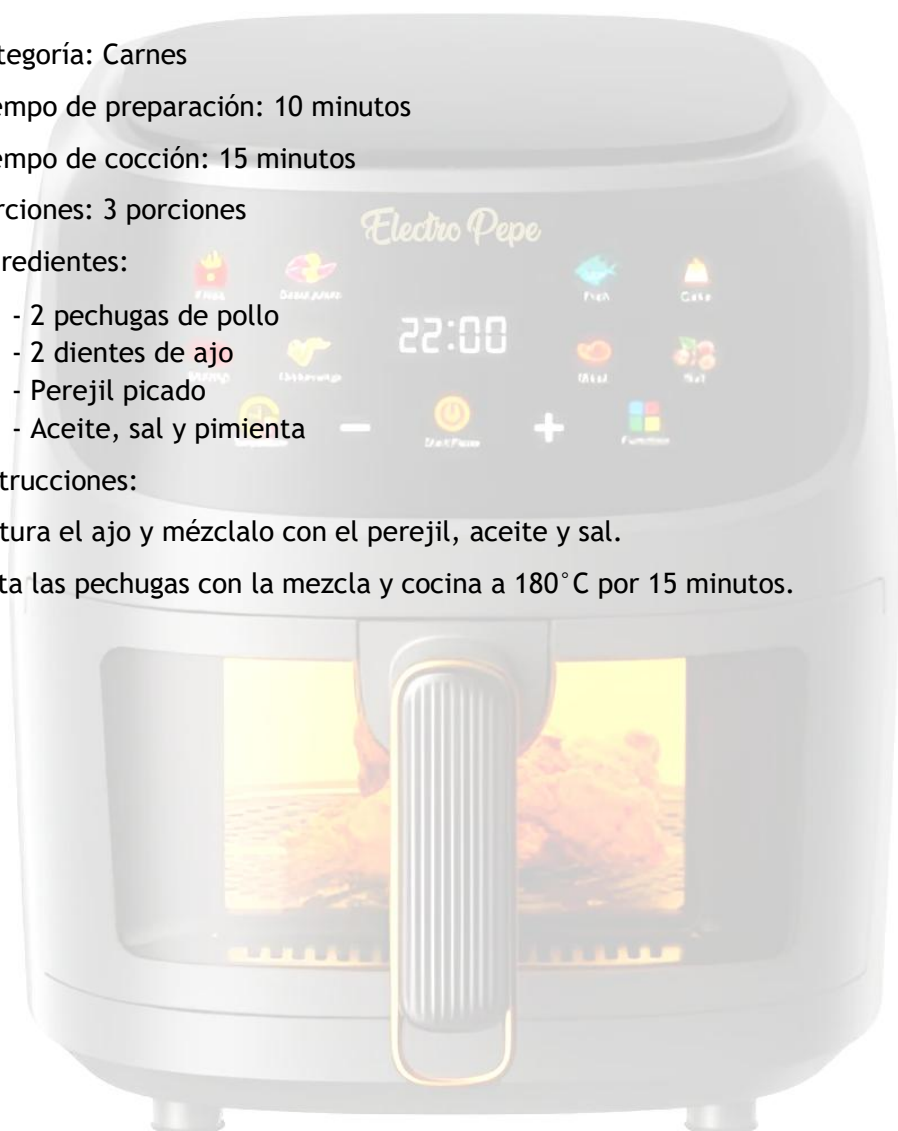 tegoría: Carnes
empo de preparación: 10 minutos
empo de cocción: 15 minutos
rciones: 3 porciones
Electro Pepe
redientes:
- 2 pechugas de pollo
22:00
- 2 dientes de ajo
- Perejil picado
- Aceite, sal y pimienta
trucciones:
tura el ajo y mézclalo con el perejil, aceite y sal.
ta las pechugas con la mezcla y cocina a 180°C por 15 minutos.